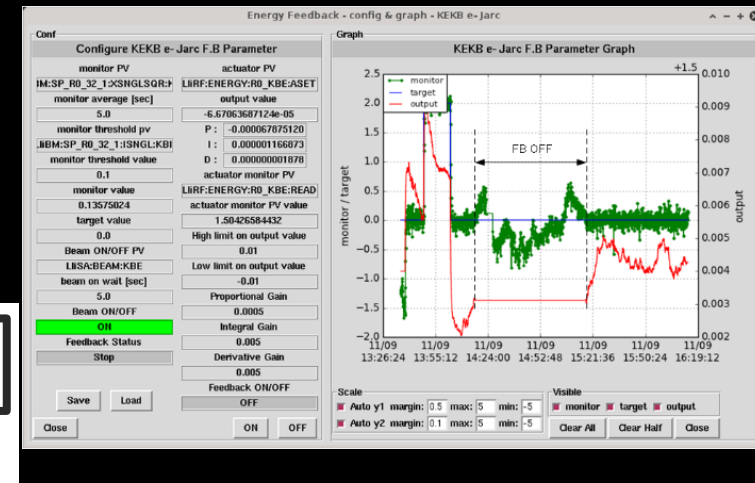 Energy Feedback - config & graph - KEKB e- Jarc
Conf
Configure KEKB e- Jarc F.B Parameter
monitor PV
IM:SP_R0_32_1:XSNGLSQR:
monitor average [sec]
5.0
monitor threshold pv
IiBM:SP_R0_32_1:ISNGL:KBI
monitor threshold value
0.1
monitor value
0.13575024
target value
0.0
Beam ON/OFF PV
LIiSA:BEAM:KBE
beam on wait [sec]
5.0
Beam ON/OFF
ON
Feedback Status
Stop
Save
Load
Close
actuator PV
LIiRF:ENERGY:R0_KBE:ASET
output value
-6.67063687124e-05
P : -0.000067875120
I : 0.000001166873
D : 0.000000001878
actuator monitor PV
LIiRF:ENERGY:R0_KBE:READ
actuator monitor PV value
1.50426584432
High limit on output value
0.01
Low limit on output value
-0.01
Proportional Gain
0.0005
Integral Gain
0.005
Derivative Gain
0.005
Feedback ON/OFF
OFF
ON OFF
Graph
KEKB e- Jarc F.B Parameter Graph
+1.5
monitor
target
output
FB OFF
monitor / target
2.5
2.0
1.5
1.0
0.5
0.0
−0.5
−1.0
−1.5
−2.0
output
0.010
0.009
0.008
0.007
0.006
0.005
0.004
0.003
0.002
11/09 11/09 11/09 11/09 11/09 11/09 11/09
13:26:24 13:55:12 14:24:00 14:52:48 15:21:36 15:50:24 16:19:12
Scale
Auto y1 margin: 0.5 max: 5 min: -5
Auto y2 margin: 0.1 max: 5 min: -5
Visible
monitor target output
Clear All Clear Half Close